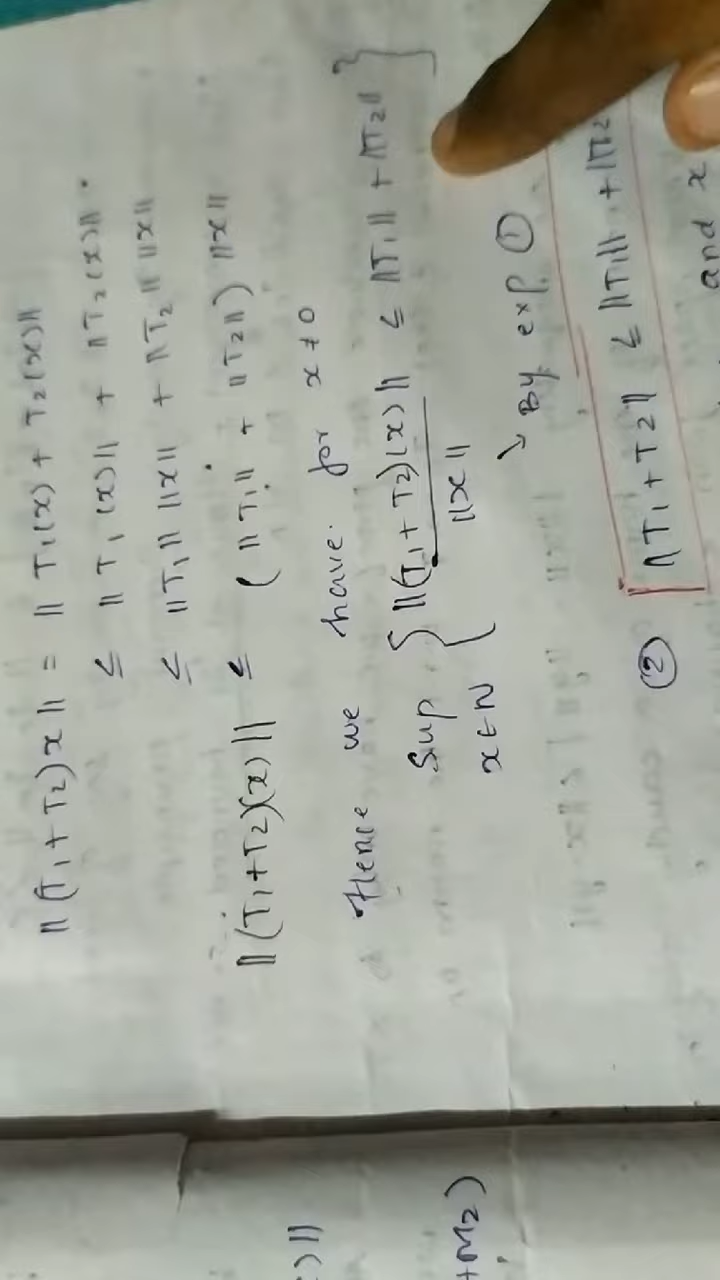 || (T₁ + T₂) x || = || T₁(x) + T₂(x) ||
≤ || T₁ (x) || + || T₂ (x) ||
≤ || T₁ || ||x|| + || T₂ || ||x||
|| (T₁+T₂)(x) || ≤ ( || T₁ || + || T₂ || ) ||x||
Hence we have for x ≠ 0
Sup { || (T₁ + T₂)(x) || / ||x|| ≤ || T₁ || + || T₂ || }
x ∈ N
↘ By exp ①
② || T₁ + T₂ || ≤ || T₁ || + || T₂
and x
) ||
+ M₂ )